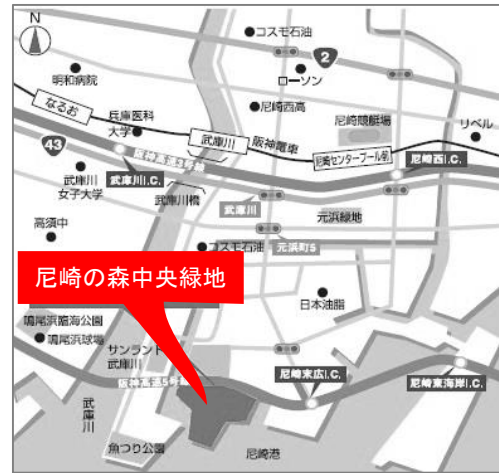 N
コスモ石油
2
ローソン
明和病院
尼崎西高
尼崎競艇場
リベル
なるお
兵庫医科
大学
武庫川
阪神電車
尼崎センタープール前
43
阪神高速3号線
尼崎西I.C.
武庫川I.C.
武庫川
女子大学
武庫川橋
武庫川
元浜緑地
高須中
コスモ石油
元浜町5
尼崎の森中央緑地
日本油脂
鳴尾浜臨海公園
鳴尾浜球場
サンランド
武庫川
阪神高速5号線
尼崎末広I.C.
尼崎東海岸I.C.
武庫川
魚つり公園
尼崎港